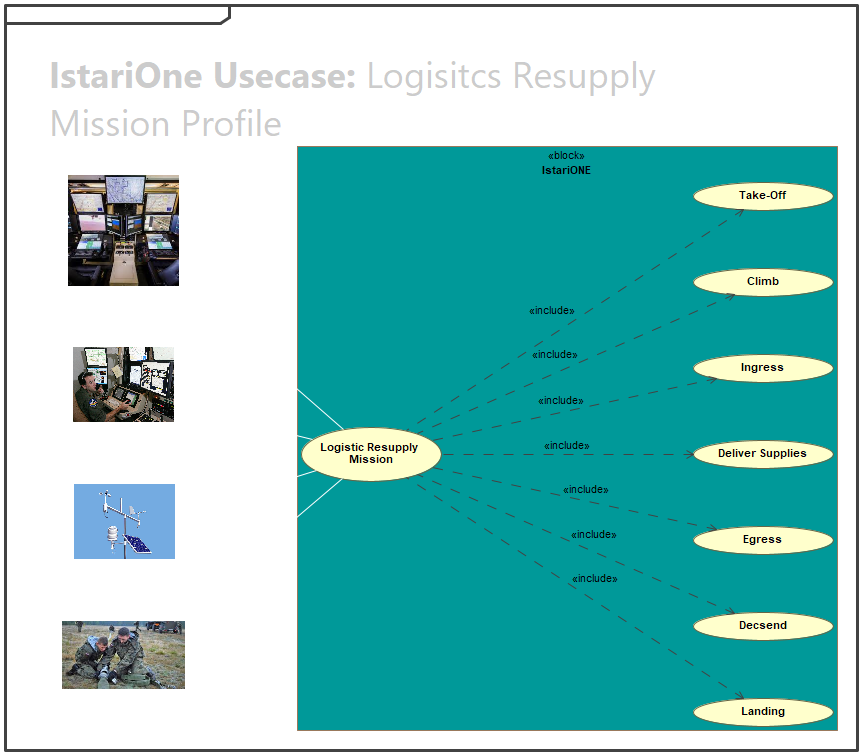 IstariOne Usecase: Logisitcs Resupply
Mission Profile
«block»
IstariONE
Take-Off
Climb
«include»
«include»
Ingress
«include»
Logistic Resupply
Mission
«include»
Deliver Supplies
«include»
Egress
«include»
«include»
Decsend
Landing